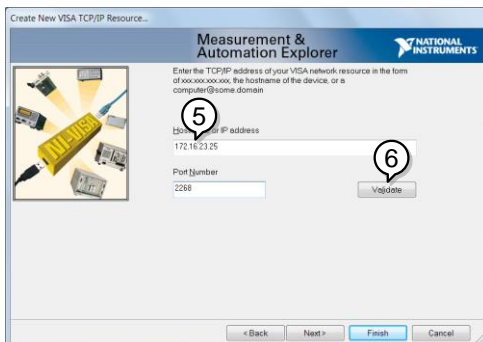 Create New VISA TCP/IP Resource...
Measurement &
Automation Explorer
NATIONAL
INSTRUMENTS
Enter the TCP/IP address of your VISA network resource in the form
of xxx.xxx.xxx.xxx, the hostname of the device, or a
computer@some.domain
NI-VISA
5
or IP address
172.16.23.25
6
Port Number
2268
Validate
< Back
Next >
Finish
Cancel